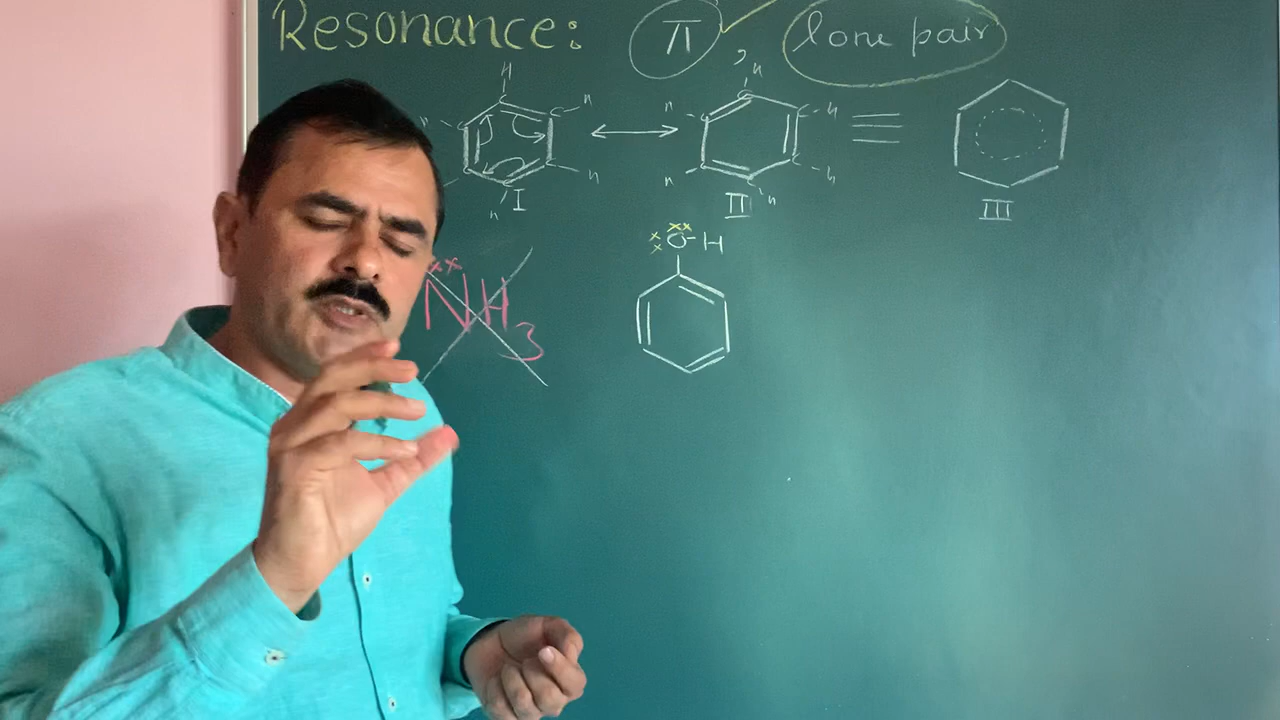 Resonance: π lone pair
H
n n n n
n n H
I II III
O-H
NH3